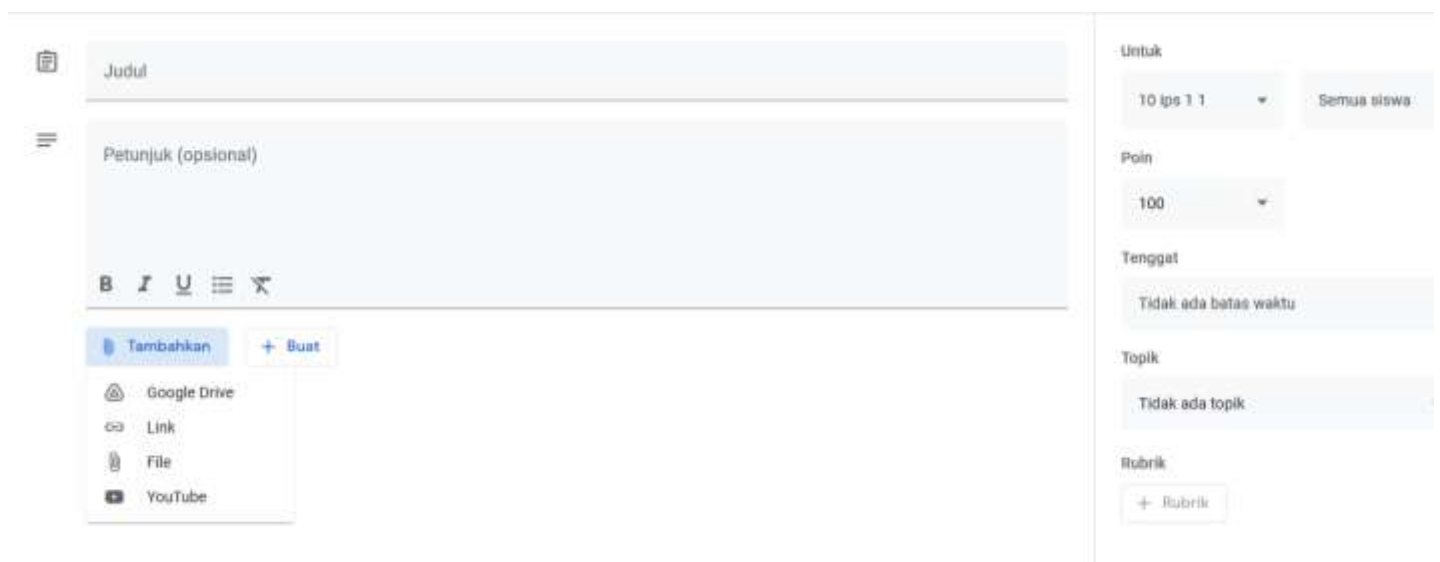 Judul
Petunjuk (opsional)
B I U
Tambahkan
+ Buat
Google Drive
Link
File
YouTube
Untuk
10 ips 1 1
Semua siswa
Poin
100
Tenggat
Tidak ada batas waktu
Topik
Tidak ada topik
Rubrik
+ Rubrik